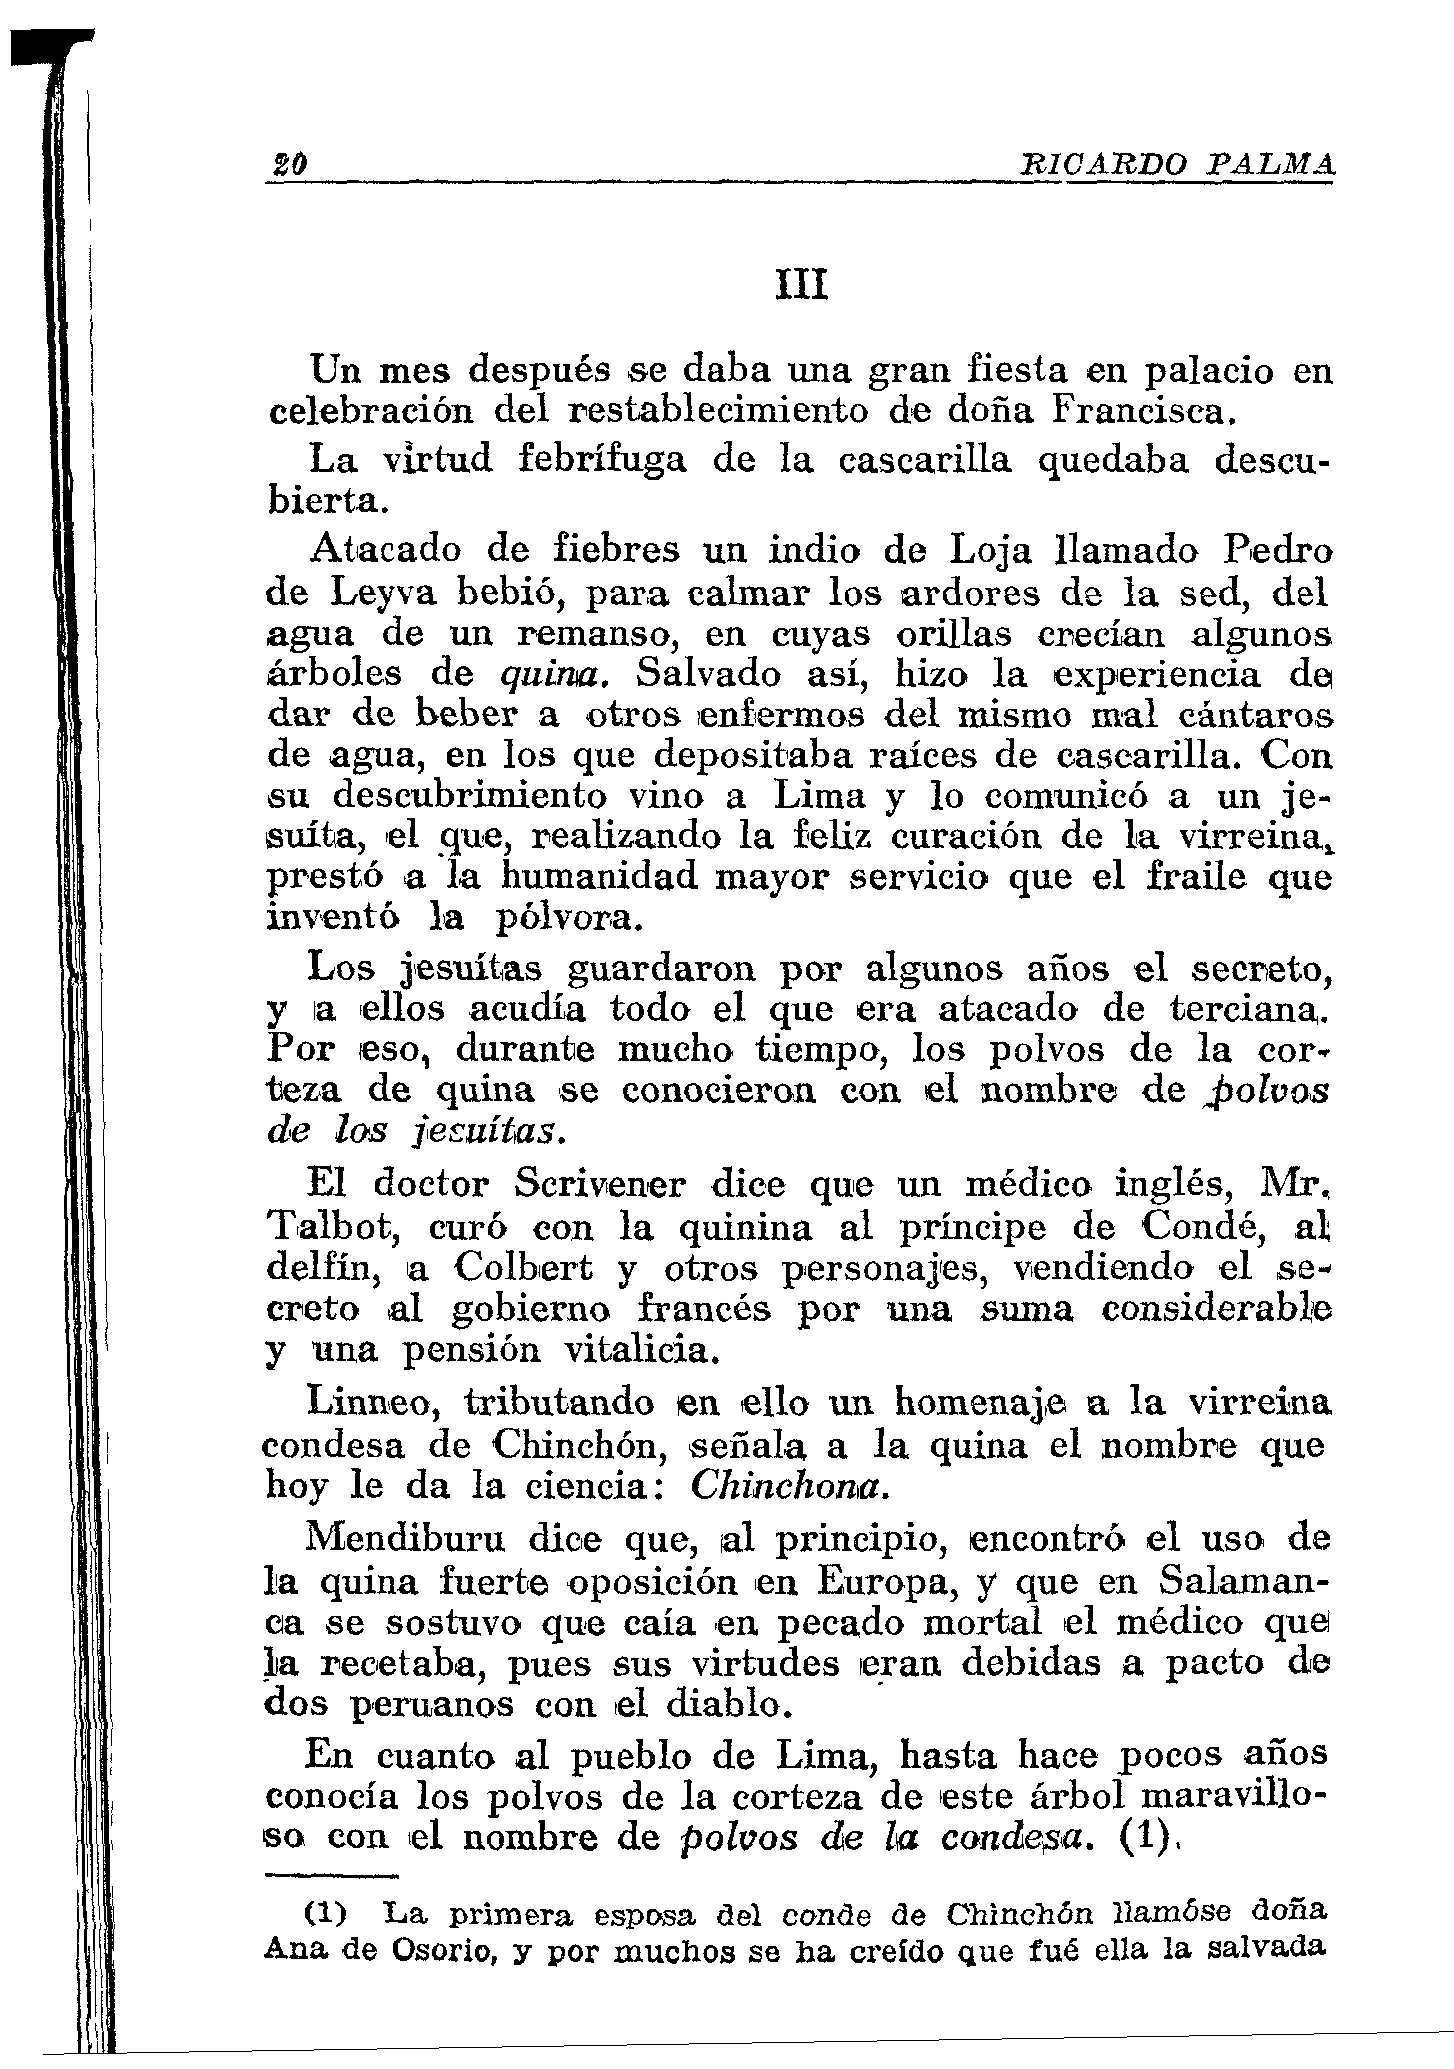 20 RICARDO PALMA
III
Un mes después se daba una gran fiesta en palacio en
celebración del restablecimiento de doña Francisca.
La virtud febrífuga de la cascarilla quedaba descu-
bierta.
Atacado de fiebres un indio de Loja llamado Pedro
de Leyva bebió, para calmar los ardores de la sed, del
agua de un remanso, en cuyas orillas crecían algunos
árboles de quina. Salvado así, hizo la experiencia de
dar de beber a otros enfermos del mismo mal cántaros
de agua, en los que depositaba raíces de cascarilla. Con
su descubrimiento vino a Lima y lo comunicó a un je-
suíta, el que, realizando la feliz curación de la virreina,
prestó a la humanidad mayor servicio que el fraile que
inventó la pólvora.
Los jesuítas guardaron por algunos años el secreto,
y a ellos acudía todo el que era atacado de terciana.
Por eso, durante mucho tiempo, los polvos de la cor-
teza de quina se conocieron con el nombre de polvos
de los jesuítas.
El doctor Scrivener dice que un médico inglés, Mr.
Talbot, curó con la quinina al príncipe de Condé, al
delfín, a Colbert y otros personajes, vendiendo el se-
creto al gobierno francés por una suma considerable
y una pensión vitalicia.
Linneo, tributando en ello un homenaje a la virreina
condesa de Chinchón, señala a la quina el nombre que
hoy le da la ciencia: Chinchona.
Mendiburu dice que, al principio, encontró el uso de
la quina fuerte oposición en Europa, y que en Salaman-
ca se sostuvo que caía en pecado mortal el médico que
la recetaba, pues sus virtudes eran debidas a pacto de
dos peruanos con el diablo.
En cuanto al pueblo de Lima, hasta hace pocos años
conocía los polvos de la corteza de este árbol maravillo-
so con el nombre de polvos de la condesa. (1).
(1) La primera esposa del conde de Chinchón llamóse doña
Ana de Osorio, y por muchos se ha creído que fué ella la salvada